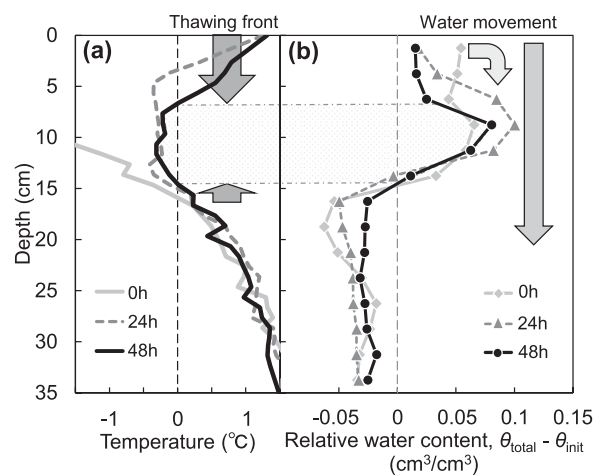 Thawing front
Water movement
(a)
(b)
0
5
10
15
20
25
30
35
Depth (cm)
0h
24h
48h
0h
24h
48h
-1
0
1
-0.05
0
0.05
0.1
0.15
Temperature (°C)
Relative water content, θtotal - θinit
(cm3/cm3)